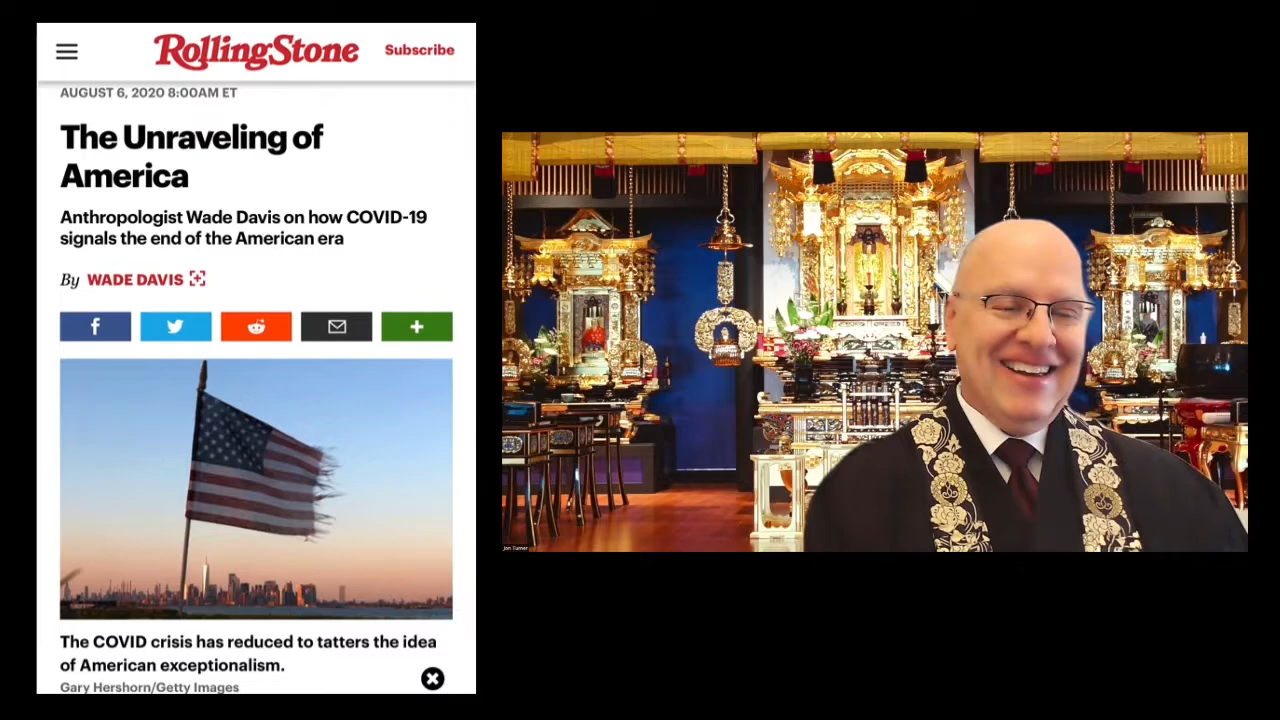 RollingStone
Subscribe
AUGUST 6, 2020 8:00AM ET
The Unraveling of
America
Anthropologist Wade Davis on how COVID-19
signals the end of the American era
By WADE DAVIS
The COVID crisis has reduced to tatters the idea
of American exceptionalism.
Gary Hershorn/Getty Images
Jon Turner